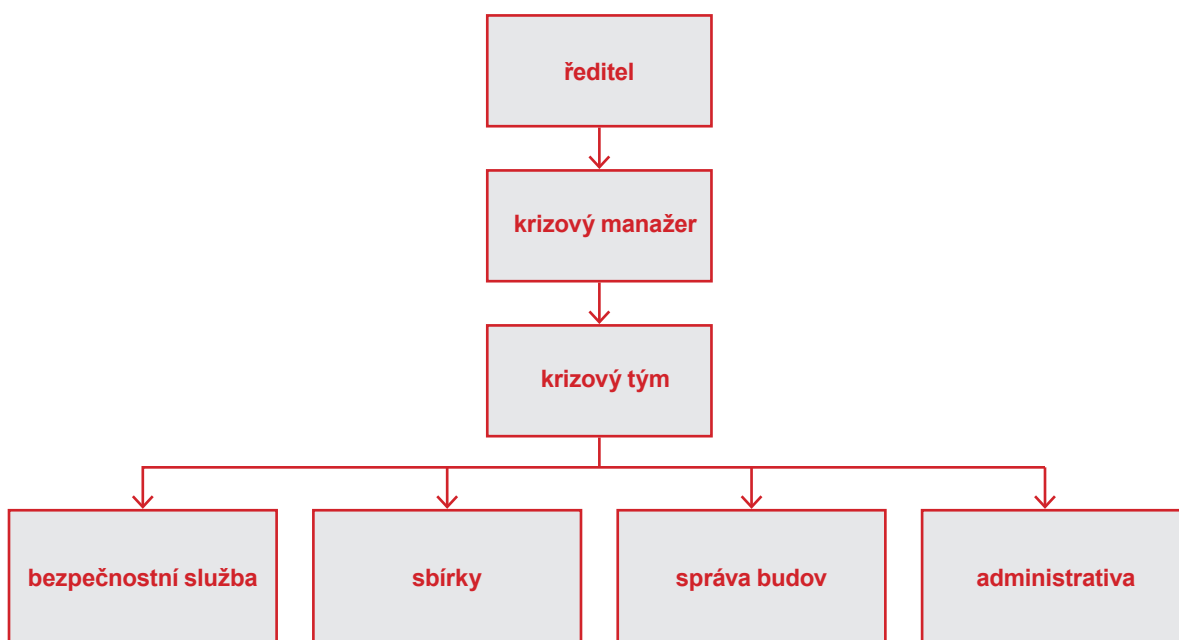 ředitel
krizový manažer
krizový tým
bezpečnostní služba
sbírky
správa budov
administrativa